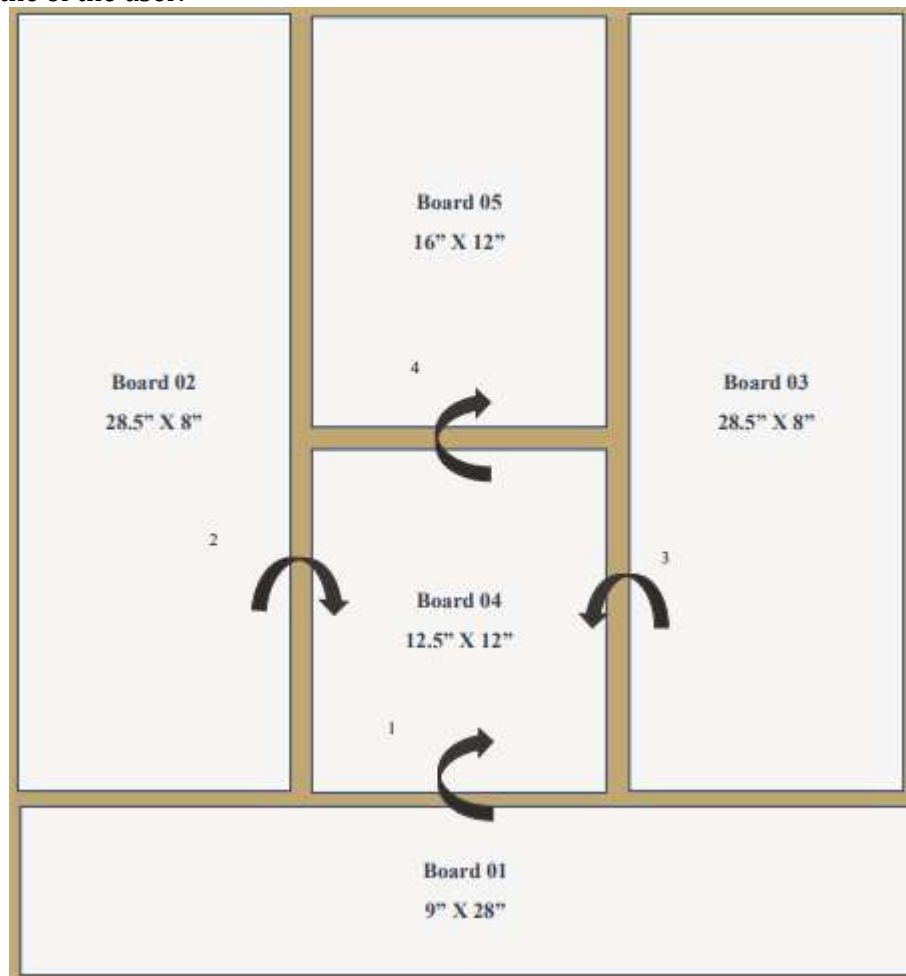 Board 05
16” X 12”
4
Board 02
28.5” X 8”
Board 03
28.5” X 8”
2
3
Board 04
12.5” X 12”
1
Board 01
9” X 28”